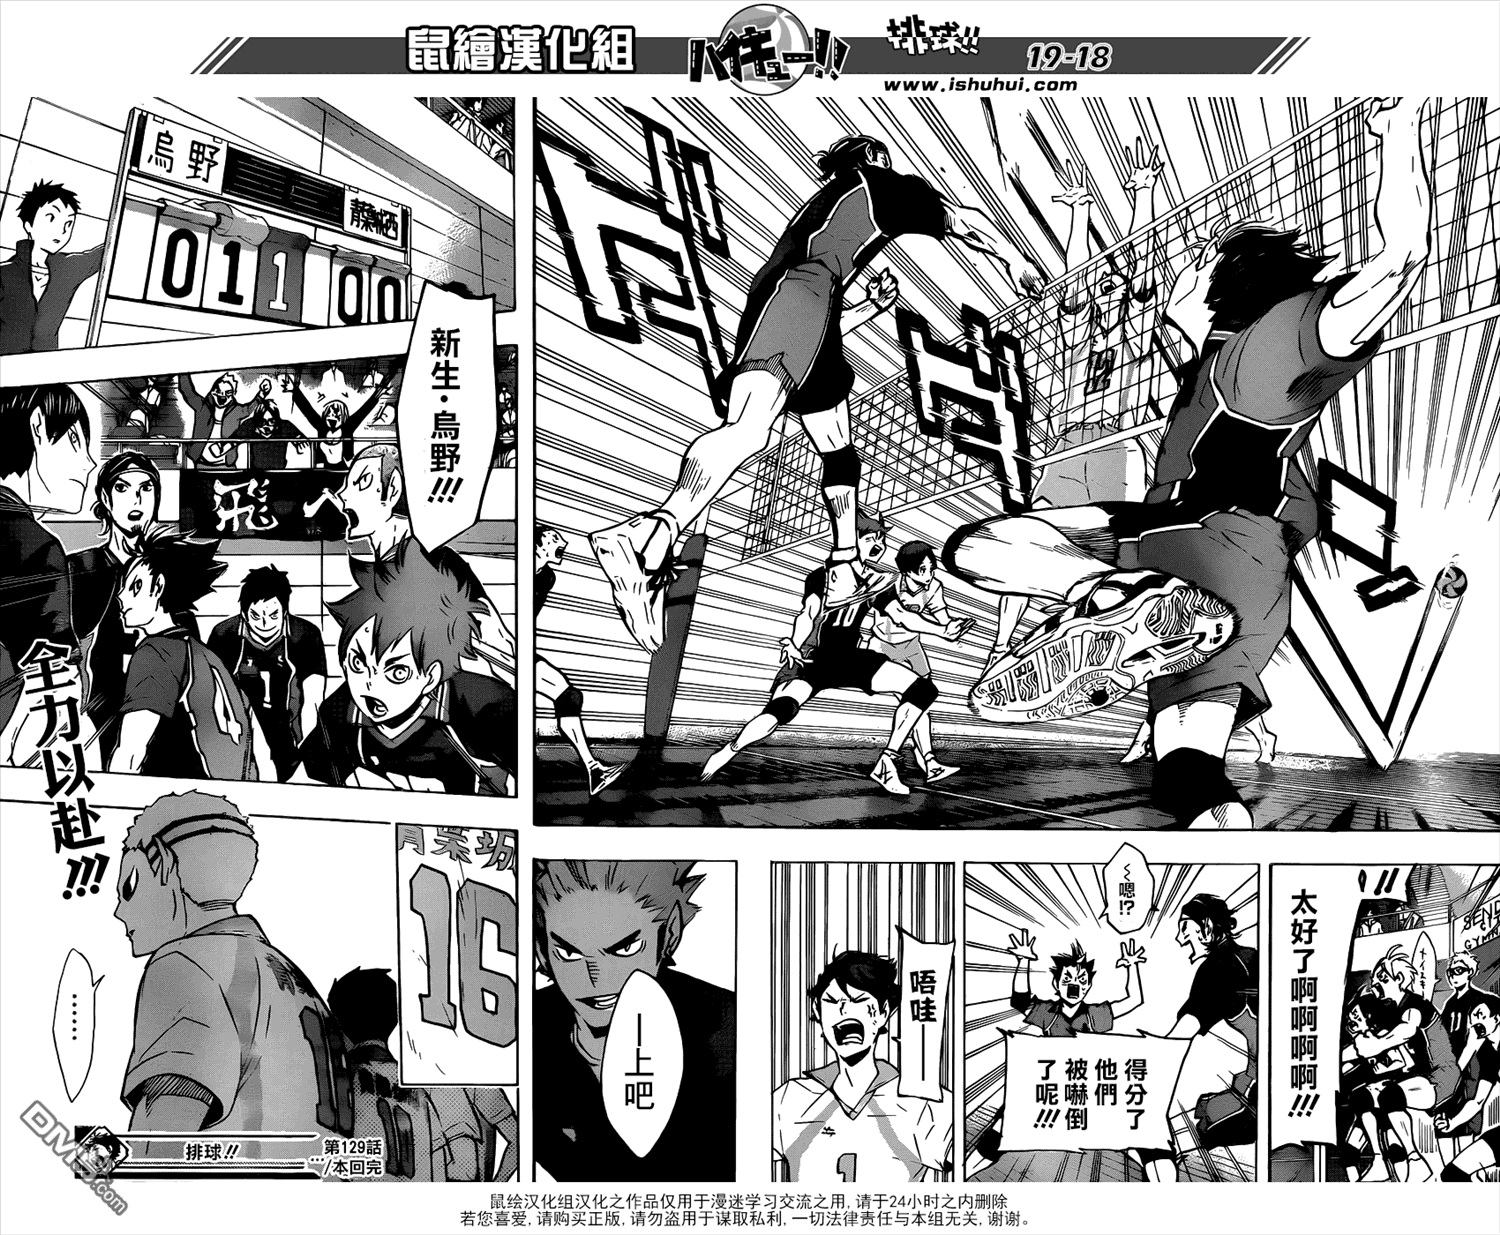 鼠繪漢化組
ハイキュー!!
排球!!
19-18
www.ishuhui.com
太好了啊啊啊啊!!!
~嗯!?
得分了
他們
被嚇倒
了呢!!!
唔哇——
烏野
青葉城西
0 1 1 0 0
新生·烏野!!!
飛
全力以赴!!!
——上吧
青葉城
16
1
……
排球!!
第129話
…/本回完
鼠绘汉化组汉化之作品仅用于漫迷学习交流之用, 请于24小时之内删除
若您喜爱, 请购买正版, 请勿盗用于谋取私利, 一切法律责任与本组无关, 谢谢。